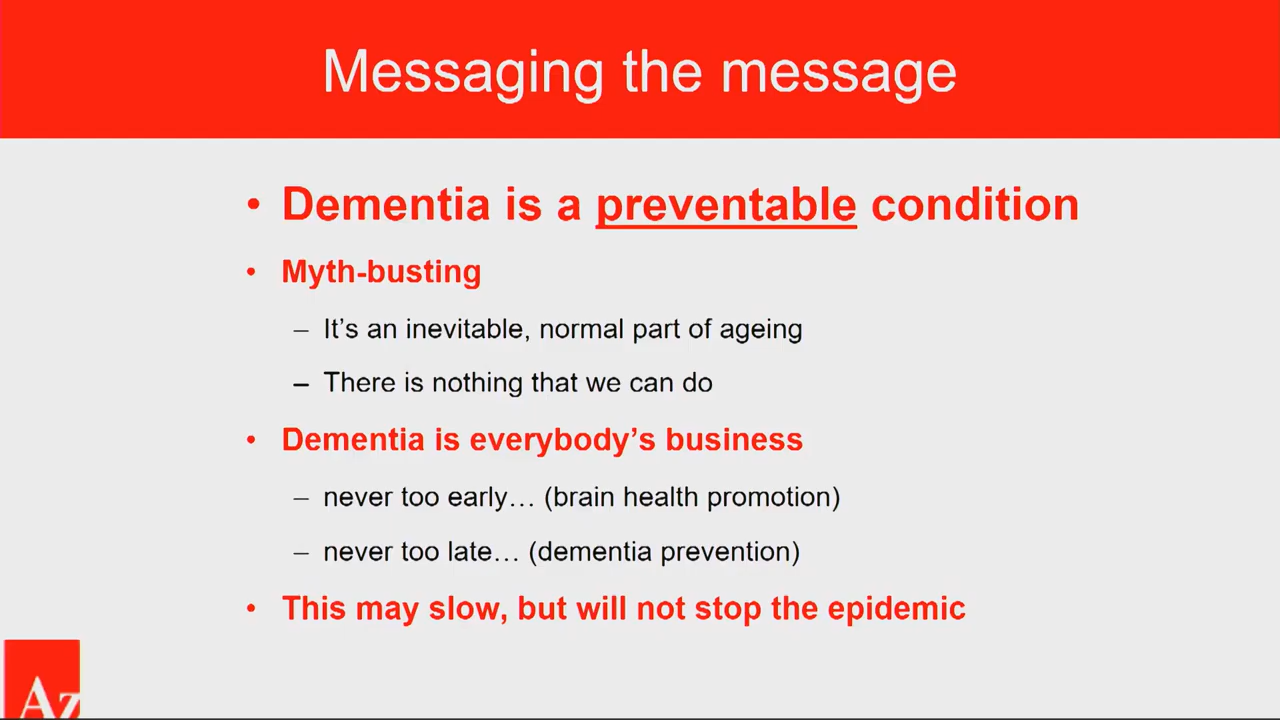 Messaging the message
• Dementia is a preventable condition
• Myth-busting
– It's an inevitable, normal part of ageing
– There is nothing that we can do
• Dementia is everybody's business
– never too early… (brain health promotion)
– never too late… (dementia prevention)
• This may slow, but will not stop the epidemic
Az